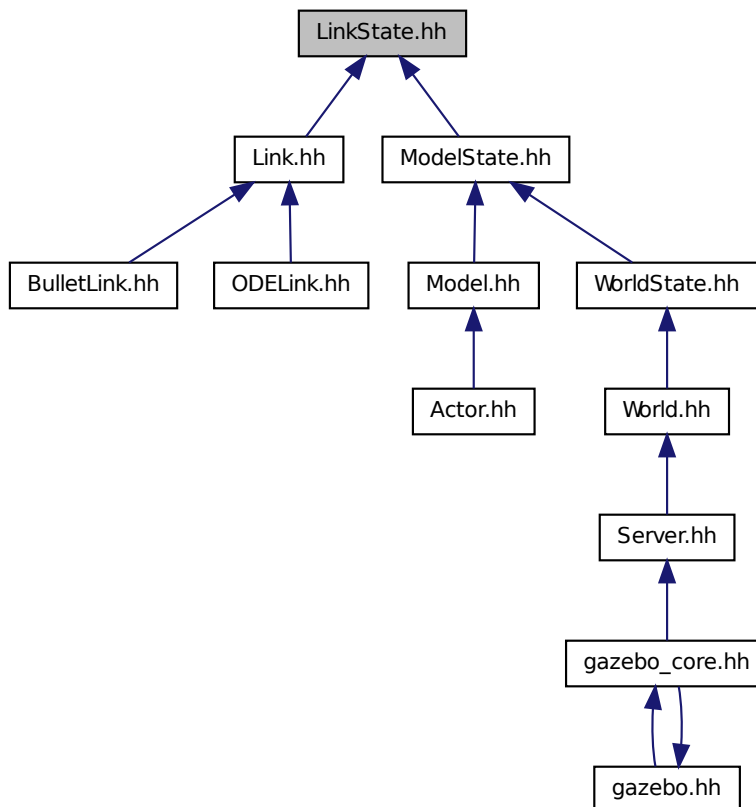 LinkState.hh
Link.hh
ModelState.hh
BulletLink.hh
ODELink.hh
Model.hh
WorldState.hh
Actor.hh
World.hh
Server.hh
gazebo_core.hh
gazebo.hh